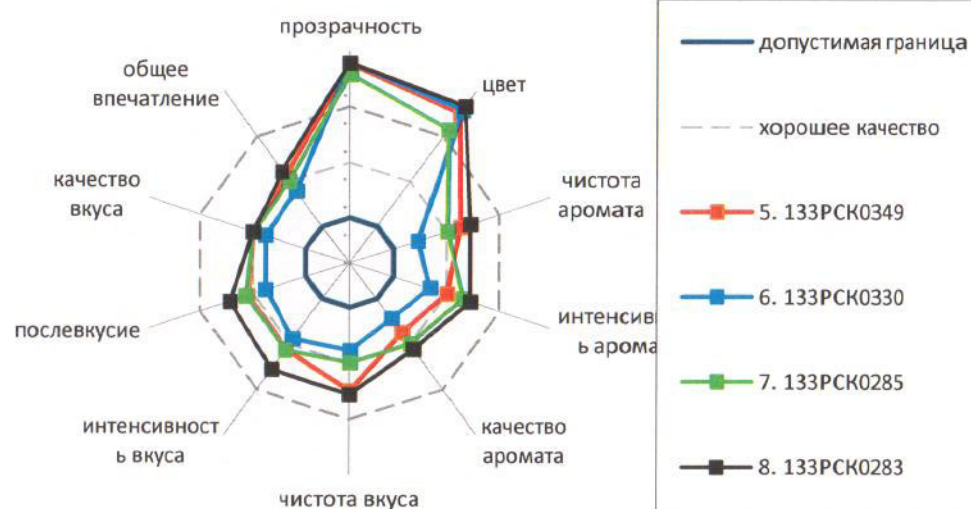 прозрачность
цвет
чистота
аромата
интенсив
ь арома
качество
аромата
чистота вкуса
интенсивност
ь вкуса
послевкусие
качество
вкуса
общее
впечатление
допустимая граница
хорошее качество
5. 133РСК0349
6. 133РСК0330
7. 133РСК0285
8. 133РСК0283